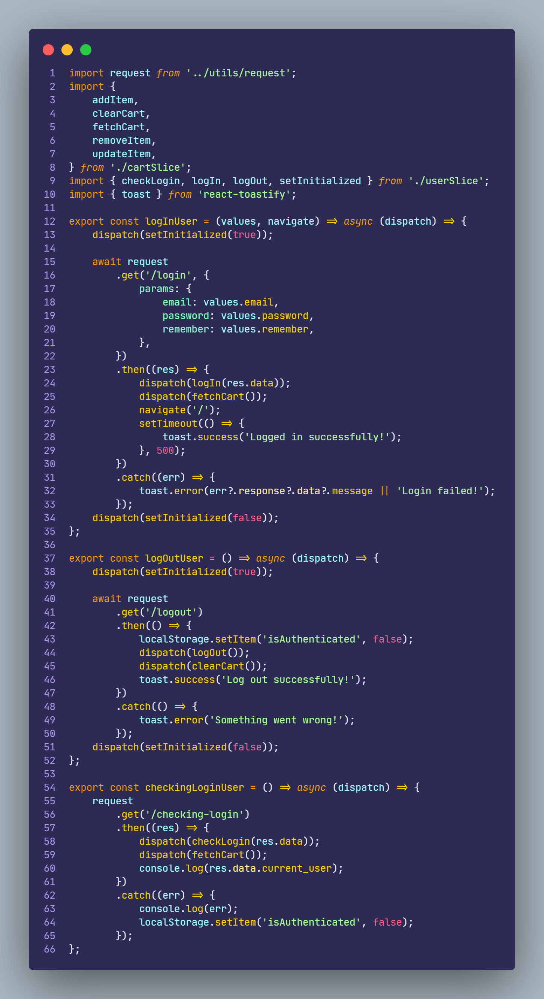 1 import request from '../utils/request';
2 import {
3     addItem,
4     clearCart,
5     fetchCart,
6     removeItem,
7     updateItem,
8 } from './cartSlice';
9 import { checkLogin, logIn, logOut, setInitialized } from './userSlice';
10 import { toast } from 'react-toastify';
11
12 export const logInUser = (values, navigate) => async (dispatch) => {
13     dispatch(setInitialized(true));
14
15     await request
16         .get('/login', {
17             params: {
18                 email: values.email,
19                 password: values.password,
20                 remember: values.remember,
21             },
22         })
23         .then((res) => {
24             dispatch(logIn(res.data));
25             dispatch(fetchCart());
26             navigate('/');
27             setTimeout(() => {
28                 toast.success('Logged in successfully!');
29             }, 500);
30         })
31         .catch((err) => {
32             toast.error(err?.response?.data?.message || 'Login failed!');
33         });
34     dispatch(setInitialized(false));
35 };
36
37 export const logOutUser = () => async (dispatch) => {
38     dispatch(setInitialized(true));
39
40     await request
41         .get('/logout')
42         .then(() => {
43             localStorage.setItem('isAuthenticated', false);
44             dispatch(logOut());
45             dispatch(clearCart());
46             toast.success('Log out successfully!');
47         })
48         .catch(() => {
49             toast.error('Something went wrong!');
50         });
51     dispatch(setInitialized(false));
52 };
53
54 export const checkingLoginUser = () => async (dispatch) => {
55     request
56         .get('/checking-login')
57         .then((res) => {
58             dispatch(checkLogin(res.data));
59             dispatch(fetchCart());
60             console.log(res.data.current_user);
61         })
62         .catch((err) => {
63             console.log(err);
64             localStorage.setItem('isAuthenticated', false);
65         });
66 };